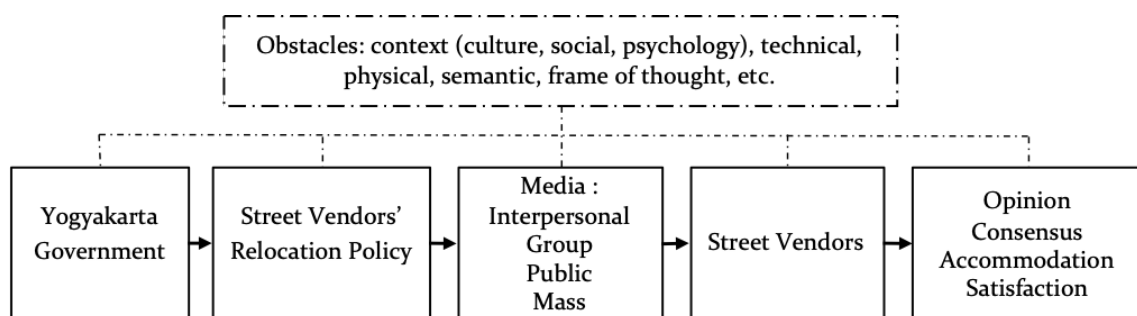 Obstacles: context (culture, social, psychology), technical,
physical, semantic, frame of thought, etc.
Yogyakarta
Government
Street Vendors’
Relocation Policy
Media :
Interpersonal
Group
Public
Mass
Street Vendors
Opinion
Consensus
Accommodation
Satisfaction